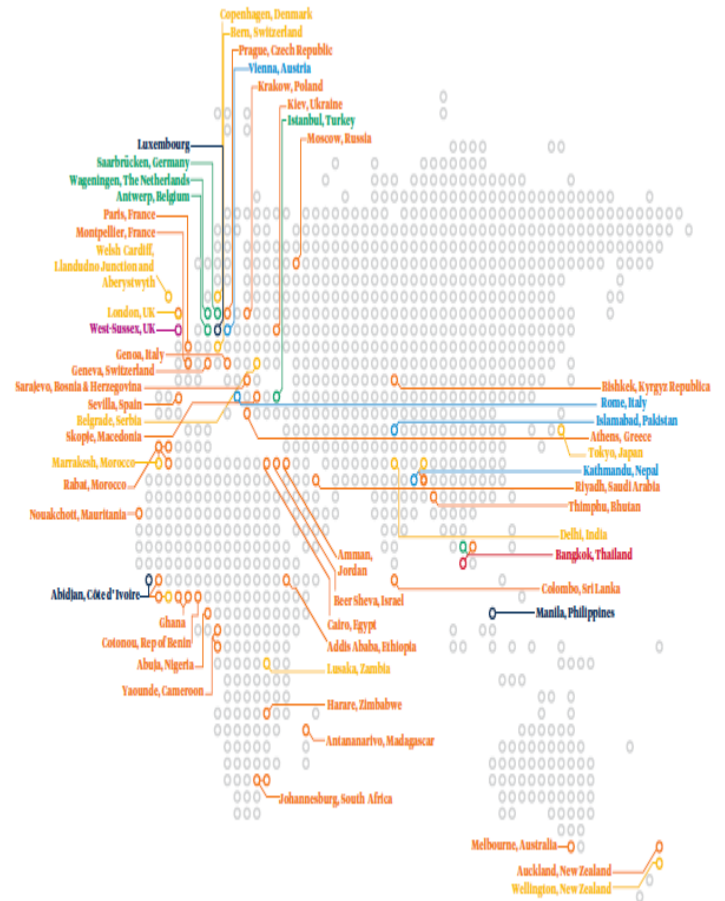 Copenhagen, Denmark
Bern, Switzerland
Prague, Czech Republic
Vienna, Austria
Krakow, Poland
Kiev, Ukraine
Istanbul, Turkey
Moscow, Russia
Luxembourg
Saarbrücken, Germany
Wageningen, The Netherlands
Antwerp, Belgium
Paris, France
Montpellier, France
Welsh Cardiff,
Llandudno Junction and
Aberystwyth
London, UK
West-Sussex, UK
Genoa, Italy
Geneva, Switzerland
Sarajevo, Bosnia & Herzegovina
Bishkek, Kyrgyz Republica
Sevilla, Spain
Rome, Italy
Belgrade, Serbia
Islamabad, Pakistan
Skopje, Macedonia
Athens, Greece
Tokyo, Japan
Marrakesh, Morocco
Kathmandu, Nepal
Rabat, Morocco
Riyadh, Saudi Arabia
Thimphu, Bhutan
Nouakchott, Mauritania
Delhi, India
Amman,
Jordan
Bangkok, Thailand
Colombo, Sri Lanka
Abidjan, Côte d' Ivoire
Beer Sheva, Israel
Manila, Philippines
Ghana
Cairo, Egypt
Cotonou, Rep of Benin
Addis Ababa, Ethiopia
Abuja, Nigeria
Lusaka, Zambia
Yaounde, Cameroon
Harare, Zimbabwe
Antananarivo, Madagascar
Johannesburg, South Africa
Melbourne, Australia
Auckland, New Zealand
Wellington, New Zealand